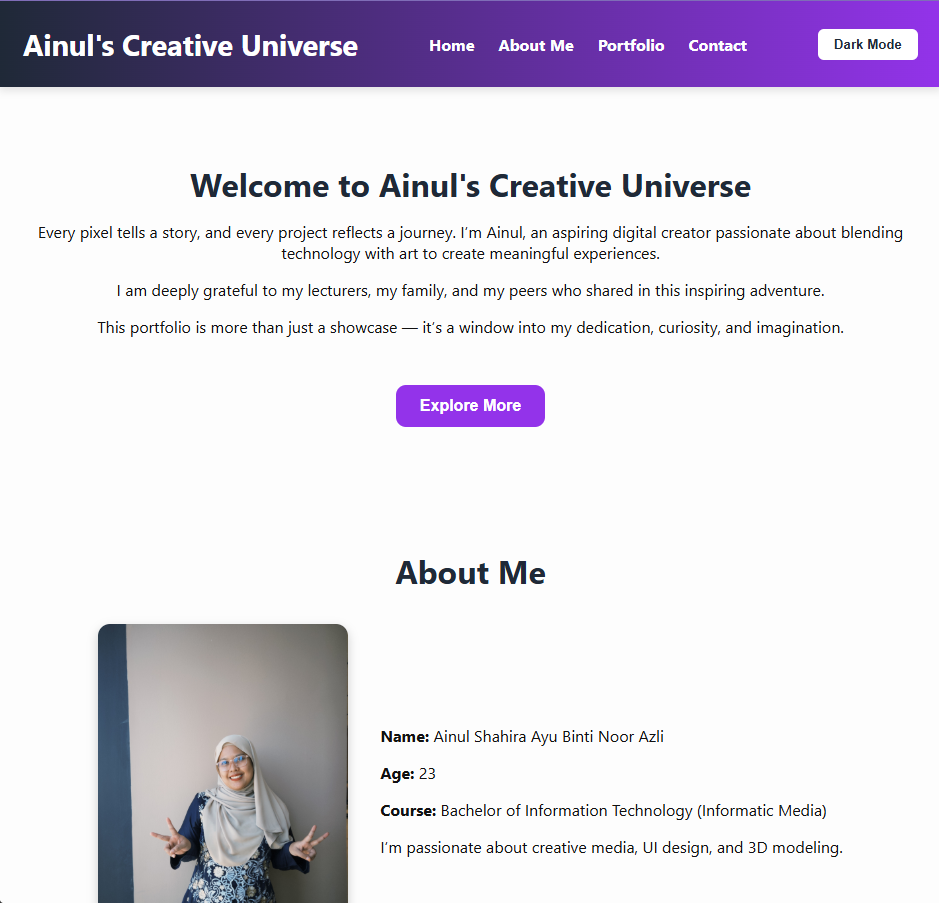 Ainul's Creative Universe
Home About Me Portfolio Contact
Dark Mode
Welcome to Ainul's Creative Universe
Every pixel tells a story, and every project reflects a journey. I’m Ainul, an aspiring digital creator passionate about blending
technology with art to create meaningful experiences.
I am deeply grateful to my lecturers, my family, and my peers who shared in this inspiring adventure.
This portfolio is more than just a showcase — it’s a window into my dedication, curiosity, and imagination.
Explore More
About Me
Name: Ainul Shahira Ayu Binti Noor Azli
Age: 23
Course: Bachelor of Information Technology (Informatic Media)
I’m passionate about creative media, UI design, and 3D modeling.